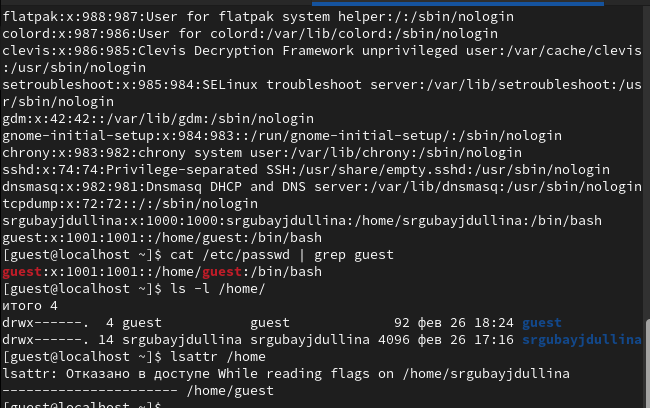 flatpak:x:988:987:User for flatpak system helper:/:/sbin/nologin
colord:x:987:986:User for colord:/var/lib/colord:/sbin/nologin
clevis:x:986:985:Clevis Decryption Framework unprivileged user:/var/cache/clevis
:/usr/sbin/nologin
setroubleshoot:x:985:984:SELinux troubleshoot server:/var/lib/setroubleshoot:/us
r/sbin/nologin
gdm:x:42:42::/var/lib/gdm:/sbin/nologin
gnome-initial-setup:x:984:983::/run/gnome-initial-setup/:/sbin/nologin
chrony:x:983:982:chrony system user:/var/lib/chrony:/sbin/nologin
sshd:x:74:74:Privilege-separated SSH:/usr/share/empty.sshd:/usr/sbin/nologin
dnsmasq:x:982:981:Dnsmasq DHCP and DNS server:/var/lib/dnsmasq:/usr/sbin/nologin
tcpdump:x:72:72::/:/sbin/nologin
srgubayjdullina:x:1000:1000:srgubayjdullina:/home/srgubayjdullina:/bin/bash
guest:x:1001:1001::/home/guest:/bin/bash
[guest@localhost ~]$ cat /etc/passwd | grep guest
guest:x:1001:1001::/home/guest:/bin/bash
[guest@localhost ~]$ ls -l /home/
итого 4
drwx------.  4 guest           guest             92 фев 26 18:24 guest
drwx------. 14 srgubayjdullina srgubayjdullina 4096 фев 26 17:16 srgubayjdullina
[guest@localhost ~]$ lsattr /home
lsattr: Отказано в доступе While reading flags on /home/srgubayjdullina
---------------------- /home/guest
[guest@localhost ~]$